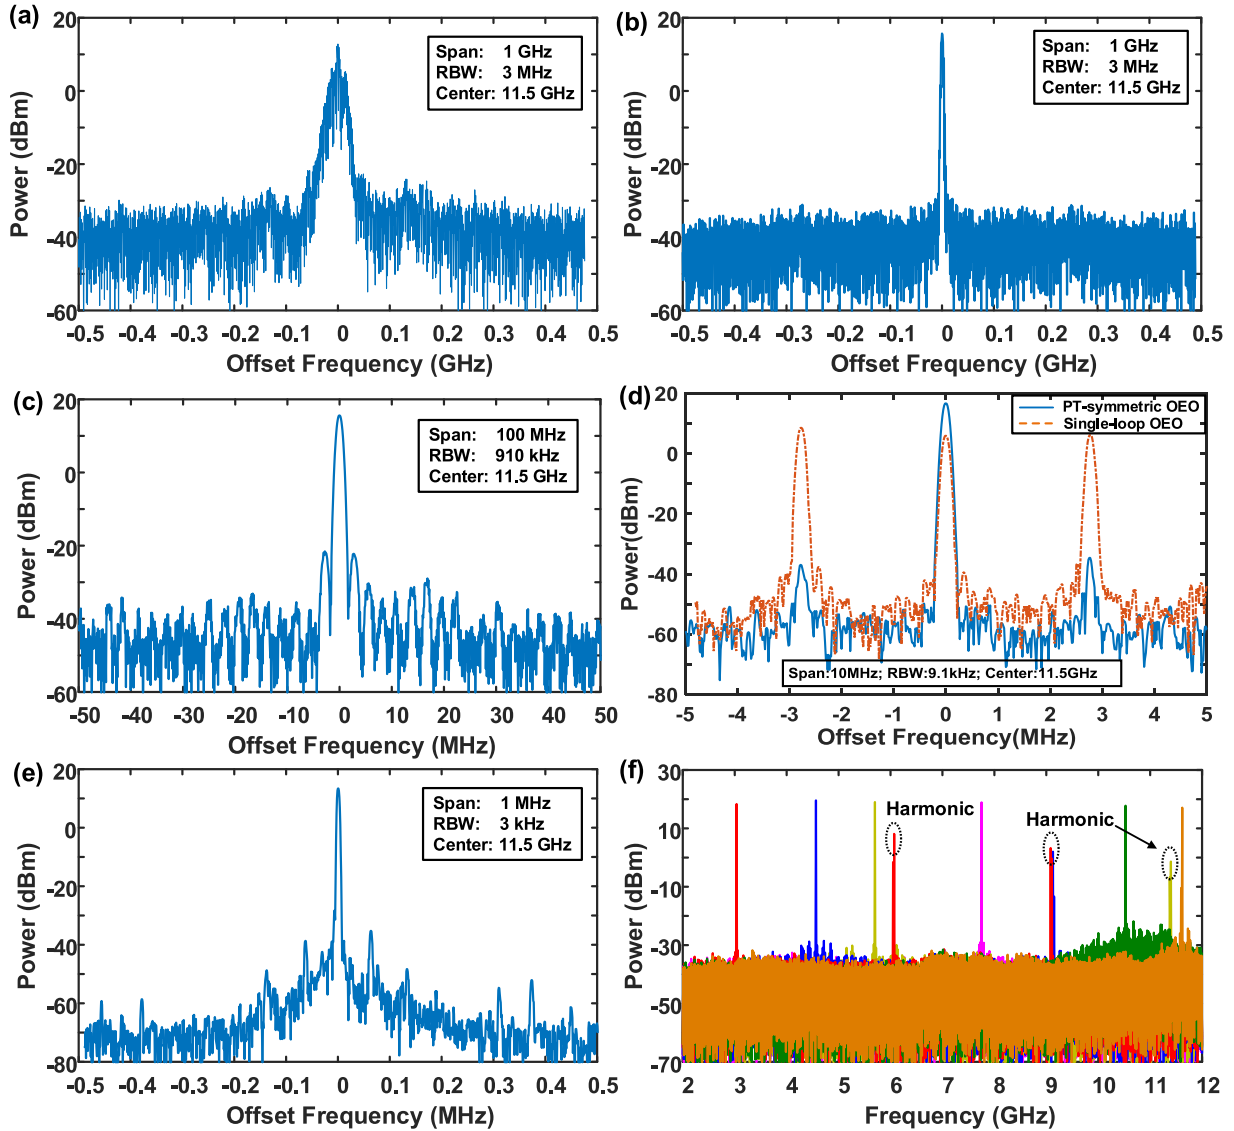 (a)
20
0
-20
-40
-60
Power (dBm)
Span: 1 GHz
RBW: 3 MHz
Center: 11.5 GHz
-0.5 -0.4 -0.3 -0.2 -0.1 0 0.1 0.2 0.3 0.4 0.5
Offset Frequency (GHz)
(b)
20
0
-20
-40
-60
Power (dBm)
Span: 1 GHz
RBW: 3 MHz
Center: 11.5 GHz
-0.5 -0.4 -0.3 -0.2 -0.1 0 0.1 0.2 0.3 0.4 0.5
Offset Frequency (GHz)
(c)
20
0
-20
-40
-60
Power (dBm)
Span: 100 MHz
RBW: 910 kHz
Center: 11.5 GHz
-50 -40 -30 -20 -10 0 10 20 30 40 50
Offset Frequency (MHz)
(d)
20
0
-20
-40
-60
-80
Power(dBm)
PT-symmetric OEO
Single-loop OEO
Span:10MHz; RBW:9.1kHz; Center:11.5GHz
-5 -4 -3 -2 -1 0 1 2 3 4 5
Offset Frequency(MHz)
(e)
20
0
-20
-40
-60
-80
Power (dBm)
Span: 1 MHz
RBW: 3 kHz
Center: 11.5 GHz
-0.5 -0.4 -0.3 -0.2 -0.1 0 0.1 0.2 0.3 0.4 0.5
Offset Frequency (MHz)
(f)
30
10
-10
-30
-50
-70
Power (dBm)
Harmonic
Harmonic
2 3 4 5 6 7 8 9 10 11 12
Frequency (GHz)